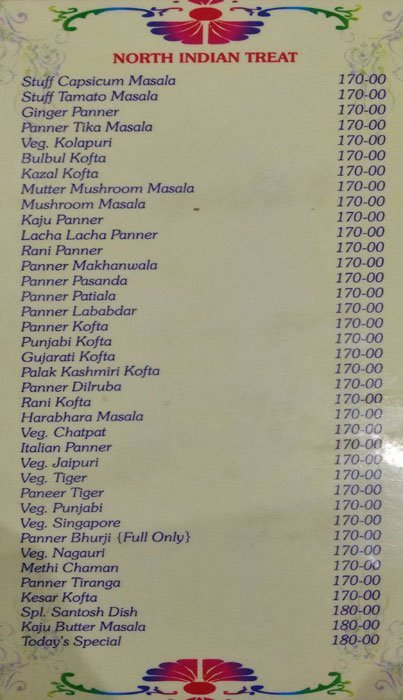 NORTH INDIAN TREAT
Stuff Capsicum Masala 170-00
Stuff Tamato Masala 170-00
Ginger Panner 170-00
Panner Tika Masala 170-00
Veg. Kolapuri 170-00
Bulbul Kofta 170-00
Kazal Kofta 170-00
Mutter Mushroom Masala 170-00
Mushroom Masala 170-00
Kaju Panner 170-00
Lacha Lacha Panner 170-00
Rani Panner 170-00
Panner Makhanwala 170-00
Panner Pasanda 170-00
Panner Patiala 170-00
Panner Lababdar 170-00
Panner Kofta 170-00
Punjabi Kofta 170-00
Gujarati Kofta 170-00
Palak Kashmiri Kofta 170-00
Panner Dilruba 170-00
Rani Kofta 170-00
Harabhara Masala 170-00
Veg. Chatpat 170-00
Italian Panner 170-00
Veg. Jaipuri 170-00
Veg. Tiger 170-00
Paneer Tiger 170-00
Veg. Punjabi 170-00
Veg. Singapore 170-00
Panner Bhurji {Full Only} 170-00
Veg. Nagauri 170-00
Methi Chaman 170-00
Panner Tiranga 170-00
Kesar Kofta 170-00
Spl. Santosh Dish 180-00
Kaju Butter Masala 180-00
Today's Special 180-00